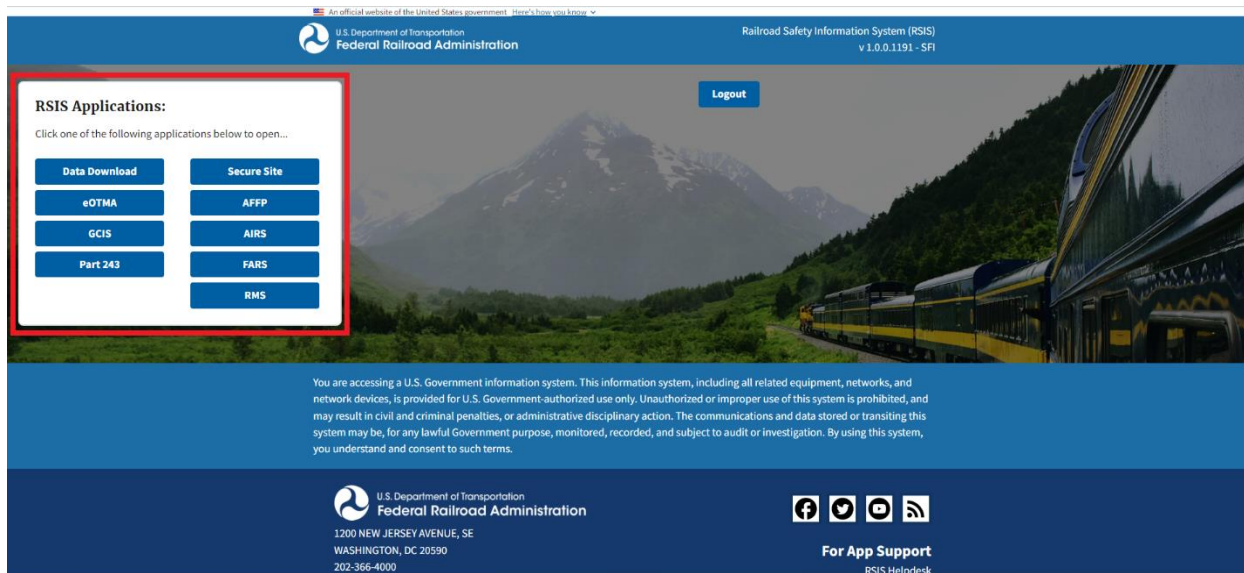 An official website of the United States government Here's how you know
U.S. Department of Transportation
Federal Railroad Administration
Railroad Safety Information System (RSIS)
v 1.0.0.1191 - SFI
Logout
RSIS Applications:
Click one of the following applications below to open...
Data Download
Secure Site
eOTMA
AFFP
GCIS
AIRS
Part 243
FARS
RMS
You are accessing a U.S. Government information system. This information system, including all related equipment, networks, and
network devices, is provided for U.S. Government-authorized use only. Unauthorized or improper use of this system is prohibited, and
may result in civil and criminal penalties, or administrative disciplinary action. The communications and data stored or transiting this
system may be, for any lawful Government purpose, monitored, recorded, and subject to audit or investigation. By using this system,
you understand and consent to such terms.
U.S. Department of Transportation
Federal Railroad Administration
1200 NEW JERSEY AVENUE, SE
WASHINGTON, DC 20590
202-366-4000
For App Support
RSIS Helpdesk